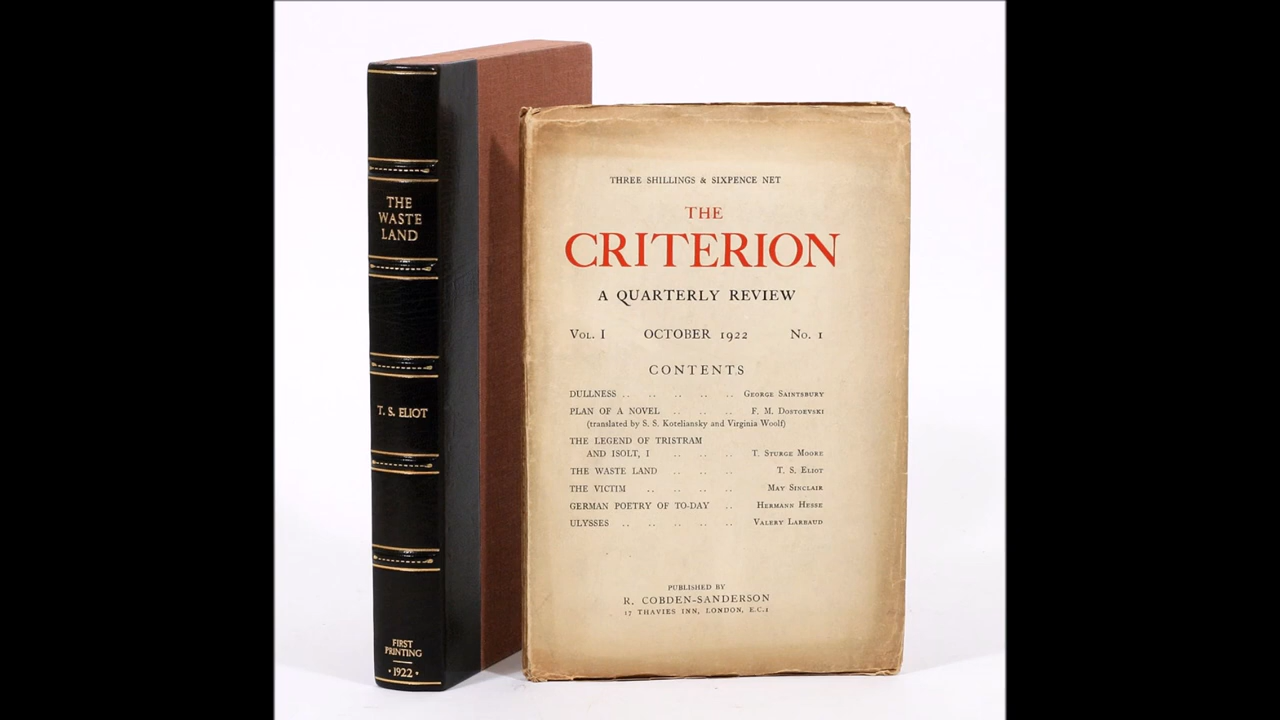 THE
WASTE
LAND
T. S. ELIOT
FIRST
PRINTING
·1922·
THREE SHILLINGS & SIXPENCE NET
THE
CRITERION
A QUARTERLY REVIEW
VOL. I OCTOBER 1922 NO. 1
CONTENTS
DULLNESS .. .. .. .. .. GEORGE SAINTSBURY
PLAN OF A NOVEL .. .. .. F. M. DOSTOEVSKI
(translated by S. S. Koteliansky and Virginia Woolf)
THE LEGEND OF TRISTRAM
AND ISOLT, I .. .. .. T. STURGE MOORE
THE WASTE LAND .. .. .. T. S. ELIOT
THE VICTIM .. .. .. .. MAY SINCLAIR
GERMAN POETRY OF TO-DAY .. HERMANN HESSE
ULYSSES .. .. .. .. .. VALERY LARBAUD
PUBLISHED BY
R. COBDEN-SANDERSON
17 THAVIES INN, LONDON, E.C.1